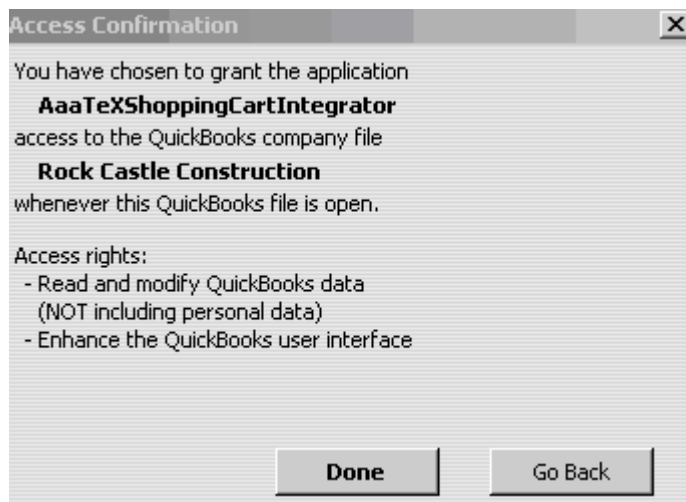 Access Confirmation
You have chosen to grant the application
AaaTeXShoppingCartIntegrator
access to the QuickBooks company file
Rock Castle Construction
whenever this QuickBooks file is open.
Access rights:
- Read and modify QuickBooks data
(NOT including personal data)
- Enhance the QuickBooks user interface
Done Go Back